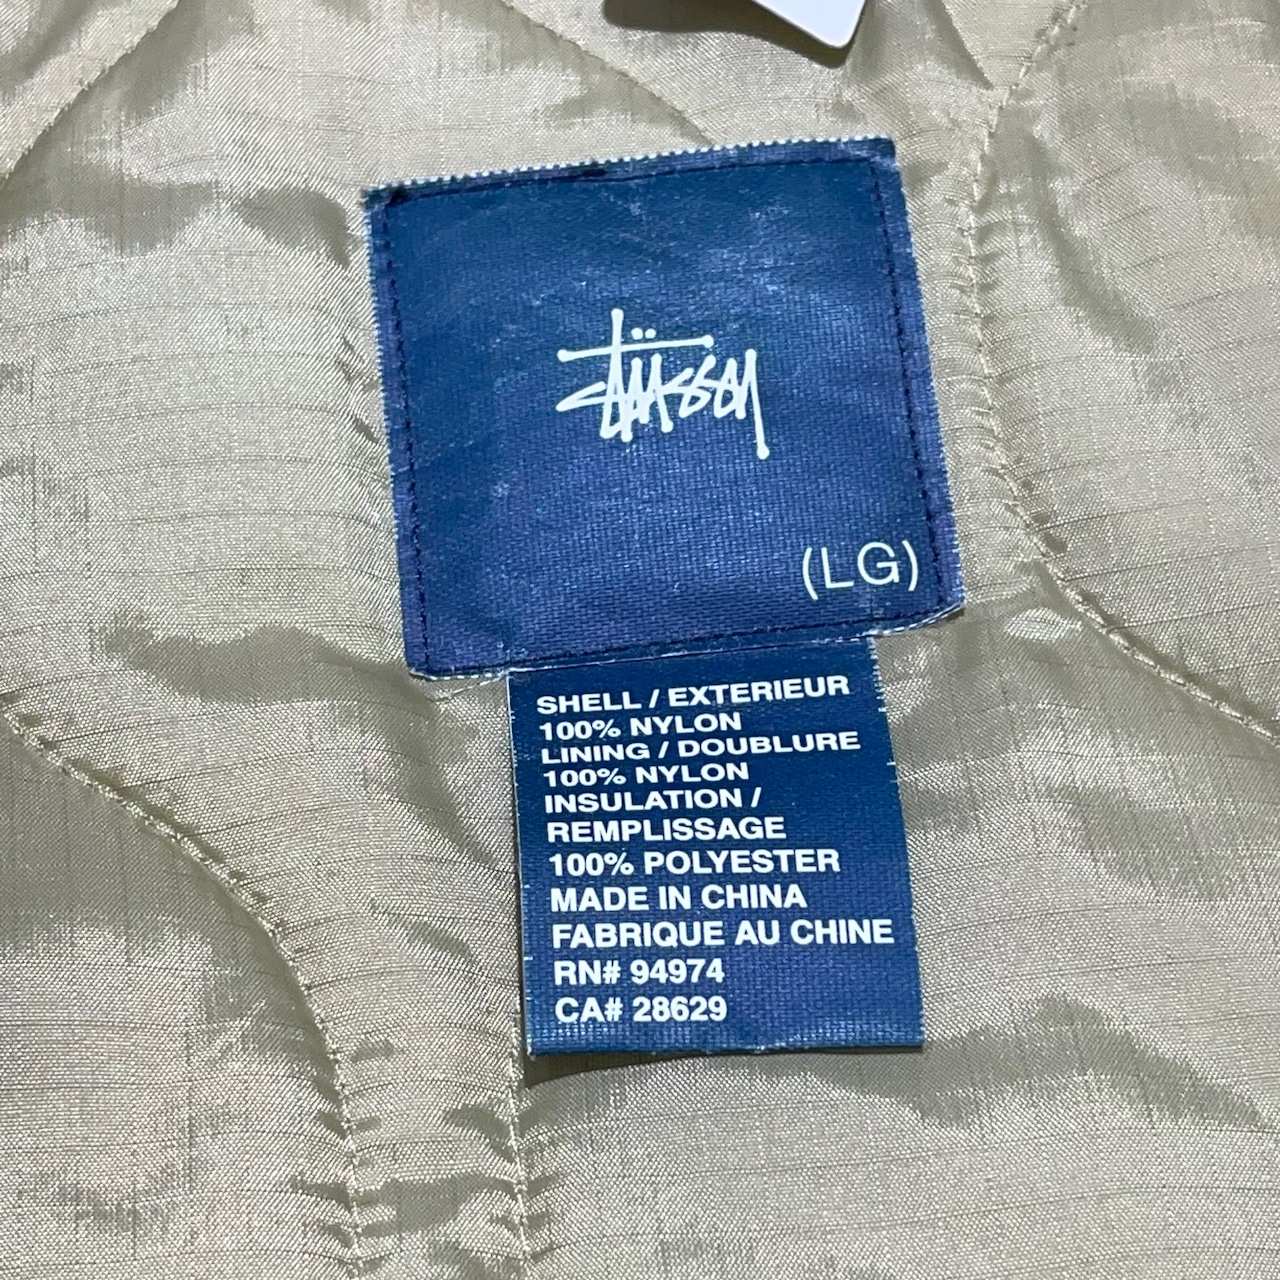 Stüssy
(LG)
SHELL / EXTERIEUR
100% NYLON
LINING / DOUBLURE
100% NYLON
INSULATION /
REMPLISSAGE
100% POLYESTER
MADE IN CHINA
FABRIQUE AU CHINE
RN# 94974
CA# 28629